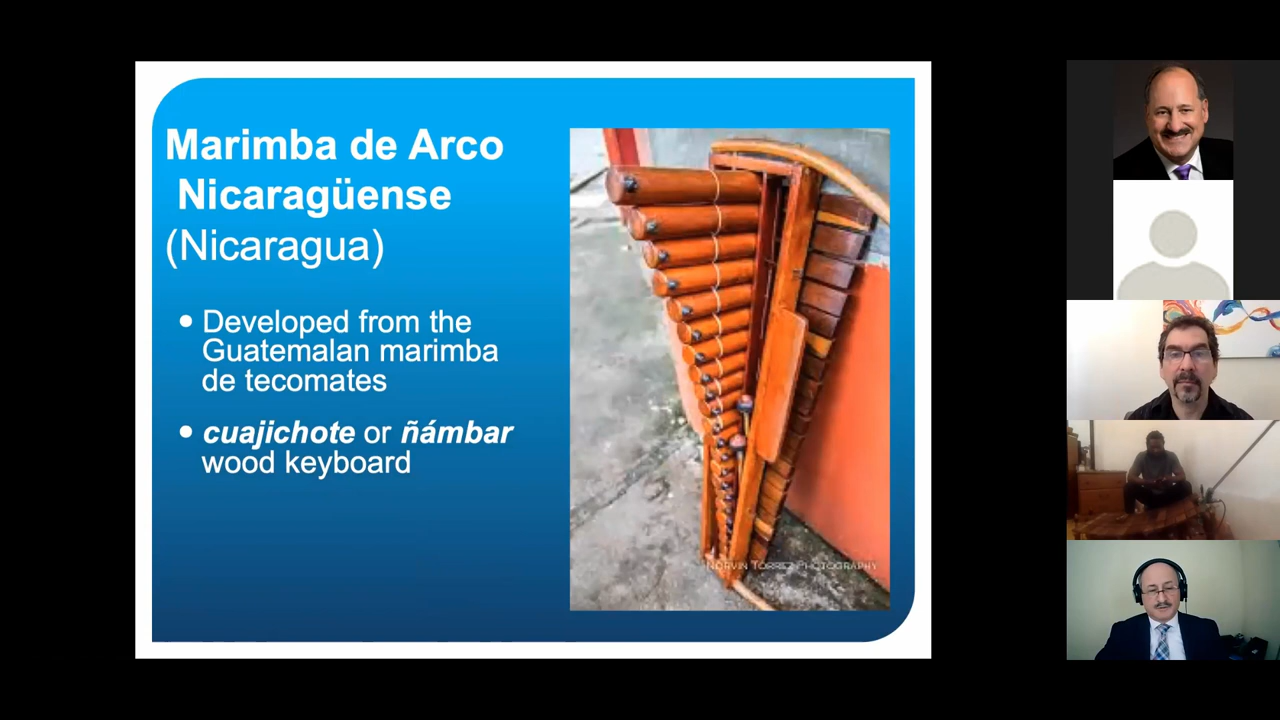 Marimba de Arco
Nicaragüense
(Nicaragua)
• Developed from the
Guatemalan marimba
de tecomates
• cuajichote or ñámbar
wood keyboard
NORVIN TORREZ PHOTOGRAPHY